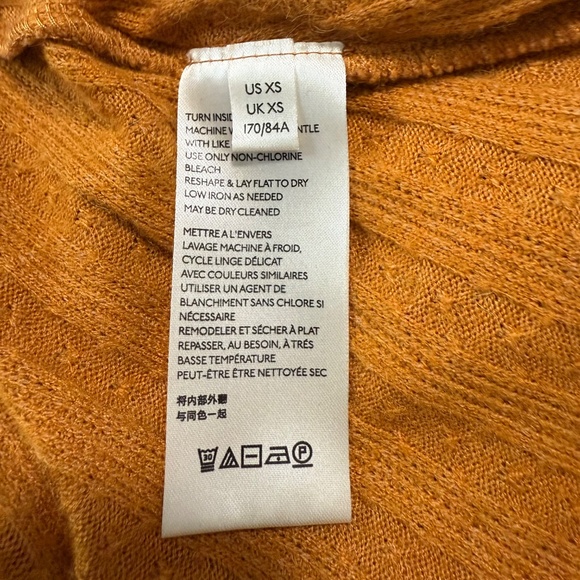 US XS
UK XS
170/84A
TURN INSID
MACHINE W NTLE
WITH LIKE
USE ONLY NON-CHLORINE
BLEACH
RESHAPE & LAY FLAT TO DRY
LOW IRON AS NEEDED
MAY BE DRY CLEANED
METTRE A L'ENVERS
LAVAGE MACHINE À FROID,
CYCLE LINGE DÉLICAT
AVEC COULEURS SIMILAIRES
UTILISER UN AGENT DE
BLANCHIMENT SANS CHLORE SI
NÉCESSAIRE
REMODELER ET SÉCHER À PLAT
REPASSER, AU BESOIN, À TRÉS
BASSE TEMPÉRATURE
PEUT-ÊTRE ÊTRE NETTOYÉE SEC
将内部外翻
与同色一起
30 P